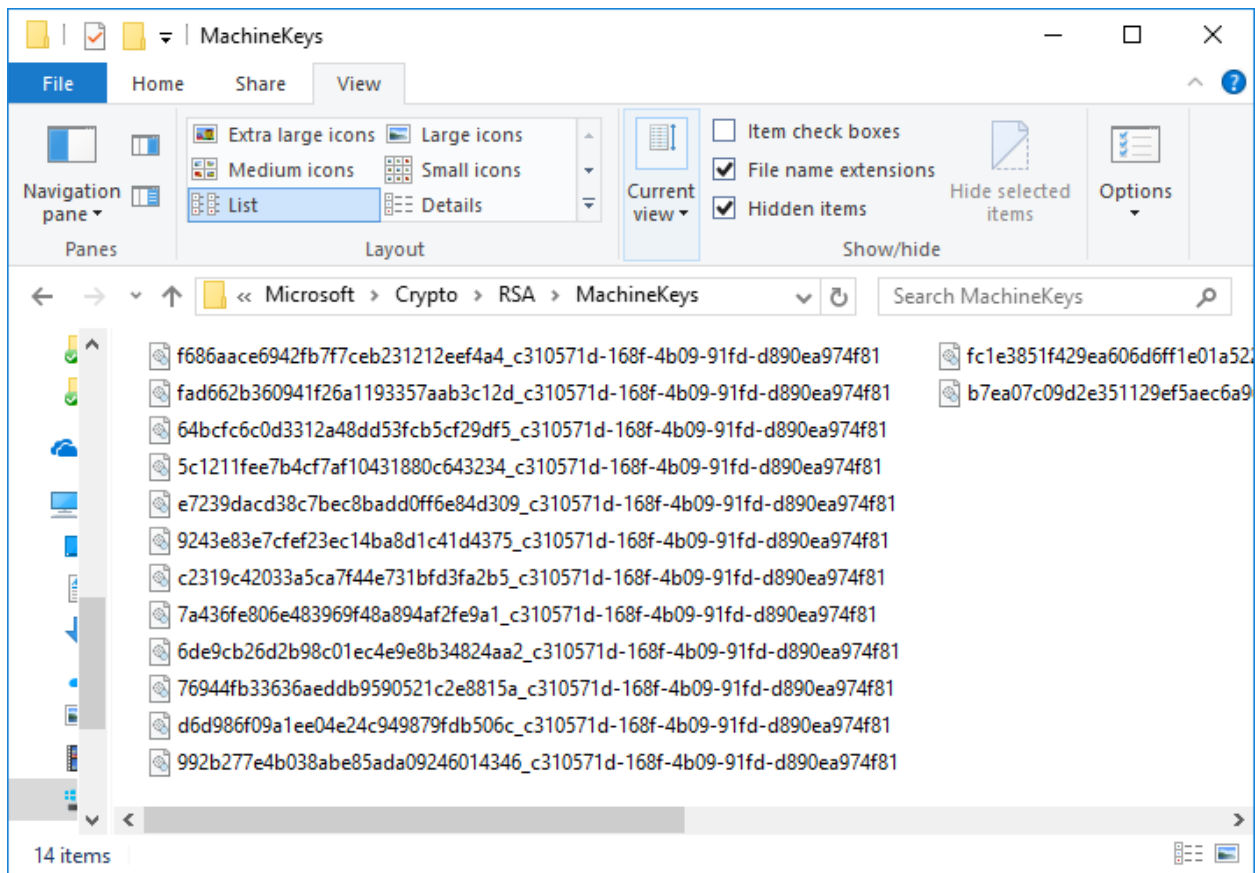 MachineKeys
File Home Share View
Extra large icons Large icons
Medium icons Small icons
List Details
Navigation pane
Current view
Item check boxes
File name extensions
Hidden items
Hide selected items
Options
Panes Layout Show/hide
« Microsoft > Crypto > RSA > MachineKeys
Search MachineKeys
f686aace6942fb7f7ceb231212eef4a4_c310571d-168f-4b09-91fd-d890ea974f81
fad662b360941f26a1193357aab3c12d_c310571d-168f-4b09-91fd-d890ea974f81
64bcfc6c0d3312a48dd53fcb5cf29df5_c310571d-168f-4b09-91fd-d890ea974f81
5c1211fee7b4cf7af10431880c643234_c310571d-168f-4b09-91fd-d890ea974f81
e7239dacd38c7bec8badd0ff6e84d309_c310571d-168f-4b09-91fd-d890ea974f81
9243e83e7cfef23ec14ba8d1c41d4375_c310571d-168f-4b09-91fd-d890ea974f81
c2319c42033a5ca7f44e731bfd3fa2b5_c310571d-168f-4b09-91fd-d890ea974f81
7a436fe806e483969f48a894af2fe9a1_c310571d-168f-4b09-91fd-d890ea974f81
6de9cb26d2b98c01ec4e9e8b34824aa2_c310571d-168f-4b09-91fd-d890ea974f81
76944fb33636aeddb9590521c2e8815a_c310571d-168f-4b09-91fd-d890ea974f81
d6d986f09a1ee04e24c949879fdb506c_c310571d-168f-4b09-91fd-d890ea974f81
992b277e4b038abe85ada09246014346_c310571d-168f-4b09-91fd-d890ea974f81
fc1e3851f429ea606d6ff1e01a52
b7ea07c09d2e351129ef5aec6a9
14 items